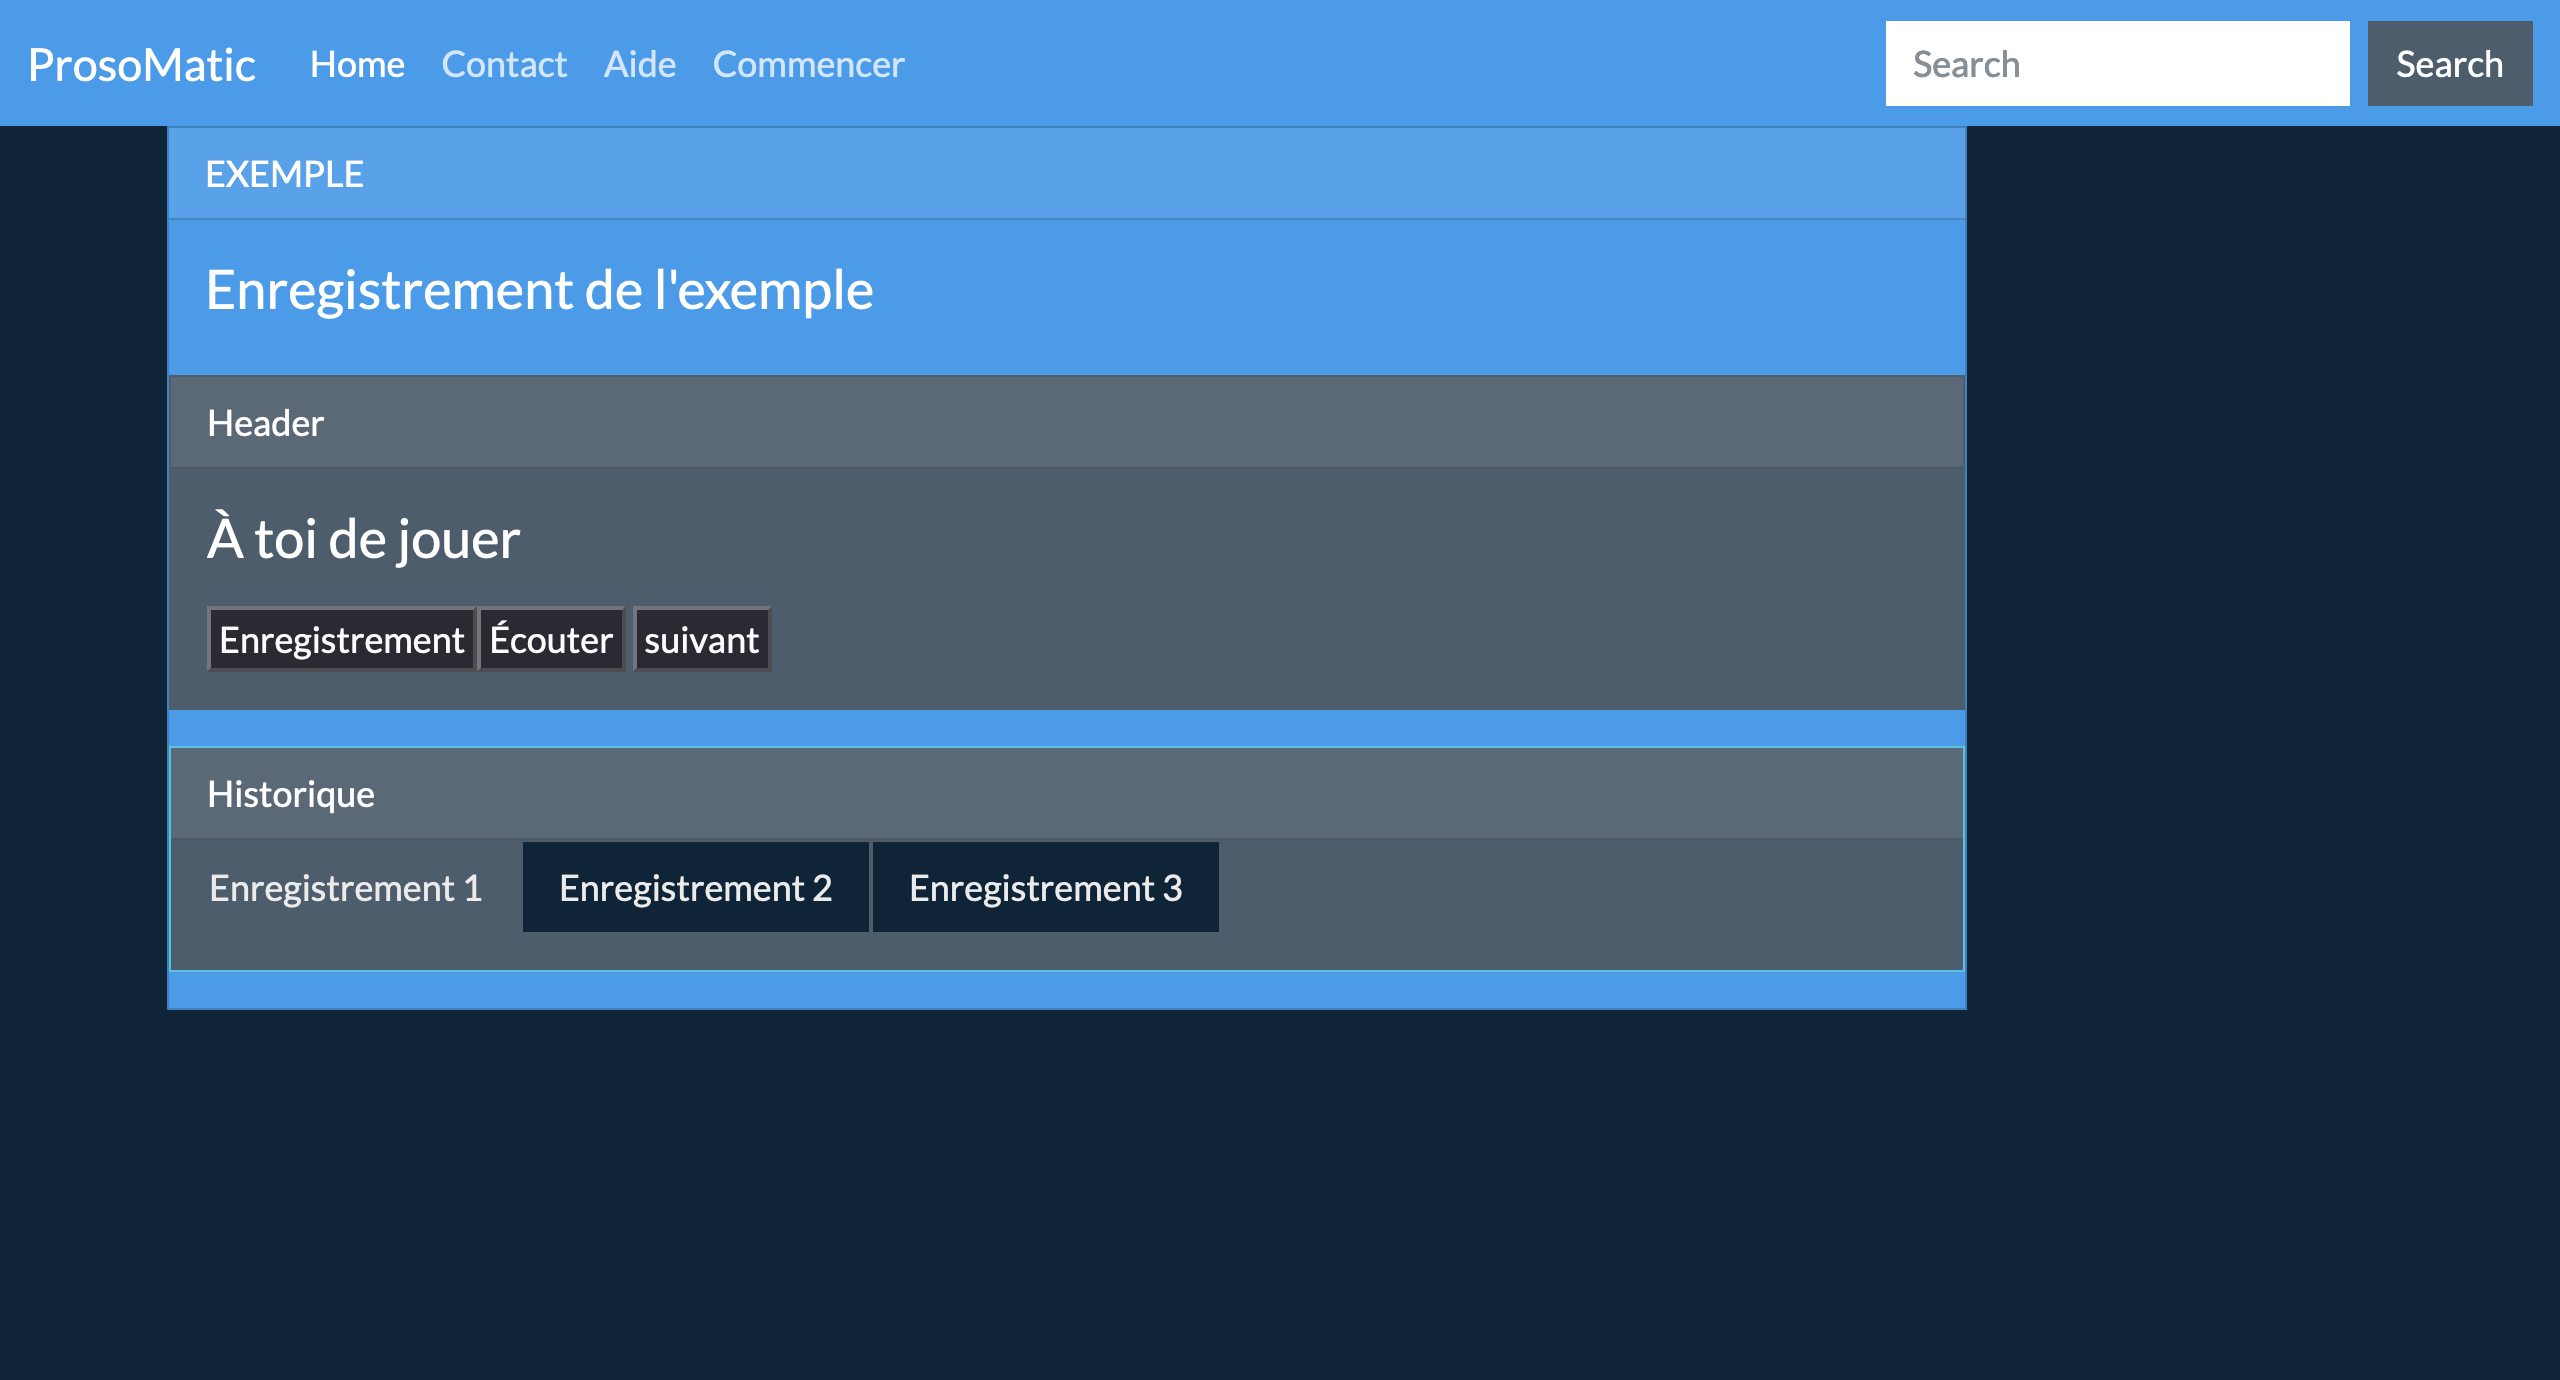 ProsoMatic Home Contact Aide Commencer Search Search
EXEMPLE
Enregistrement de l'exemple
Header
À toi de jouer
Enregistrement Écouter suivant
Historique
Enregistrement 1 Enregistrement 2 Enregistrement 3